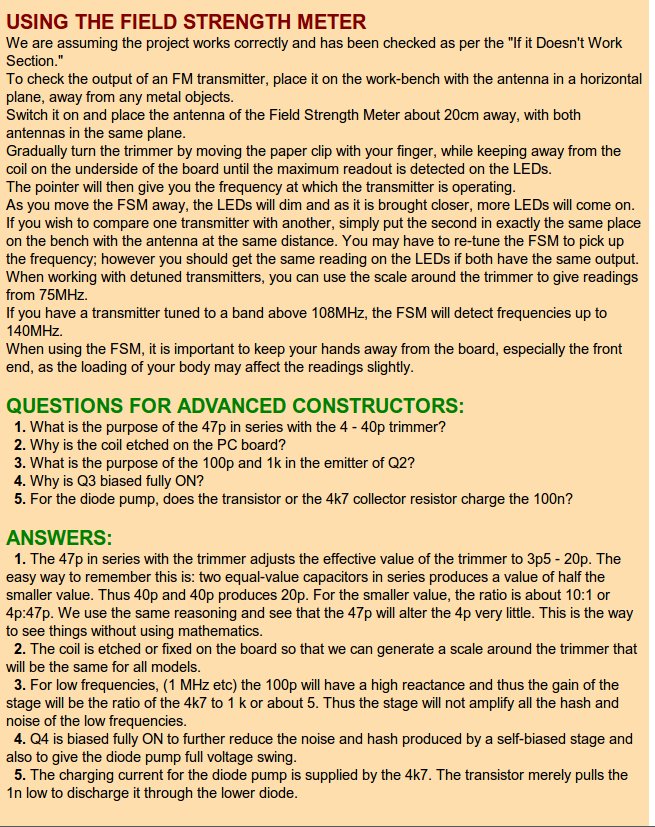 USING THE FIELD STRENGTH METER
We are assuming the project works correctly and has been checked as per the "If it Doesn't Work
Section."
To check the output of an FM transmitter, place it on the work-bench with the antenna in a horizontal
plane, away from any metal objects.
Switch it on and place the antenna of the Field Strength Meter about 20cm away, with both
antennas in the same plane.
Gradually turn the trimmer by moving the paper clip with your finger, while keeping away from the
coil on the underside of the board until the maximum readout is detected on the LEDs.
The pointer will then give you the frequency at which the transmitter is operating.
As you move the FSM away, the LEDs will dim and as it is brought closer, more LEDs will come on.
If you wish to compare one transmitter with another, simply put the second in exactly the same place
on the bench with the antenna at the same distance. You may have to re-tune the FSM to pick up
the frequency; however you should get the same reading on the LEDs if both have the same output.
When working with detuned transmitters, you can use the scale around the trimmer to give readings
from 75MHz.
If you have a transmitter tuned to a band above 108MHz, the FSM will detect frequencies up to
140MHz.
When using the FSM, it is important to keep your hands away from the board, especially the front
end, as the loading of your body may affect the readings slightly.
QUESTIONS FOR ADVANCED CONSTRUCTORS:
1. What is the purpose of the 47p in series with the 4 - 40p trimmer?
2. Why is the coil etched on the PC board?
3. What is the purpose of the 100p and 1k in the emitter of Q2?
4. Why is Q3 biased fully ON?
5. For the diode pump, does the transistor or the 4k7 collector resistor charge the 100n?
ANSWERS:
1. The 47p in series with the trimmer adjusts the effective value of the trimmer to 3p5 - 20p. The
easy way to remember this is: two equal-value capacitors in series produces a value of half the
smaller value. Thus 40p and 40p produces 20p. For the smaller value, the ratio is about 10:1 or
4p:47p. We use the same reasoning and see that the 47p will alter the 4p very little. This is the way
to see things without using mathematics.
2. The coil is etched or fixed on the board so that we can generate a scale around the trimmer that
will be the same for all models.
3. For low frequencies, (1 MHz etc) the 100p will have a high reactance and thus the gain of the
stage will be the ratio of the 4k7 to 1 k or about 5. Thus the stage will not amplify all the hash and
noise of the low frequencies.
4. Q4 is biased fully ON to further reduce the noise and hash produced by a self-biased stage and
also to give the diode pump full voltage swing.
5. The charging current for the diode pump is supplied by the 4k7. The transistor merely pulls the
1n low to discharge it through the lower diode.